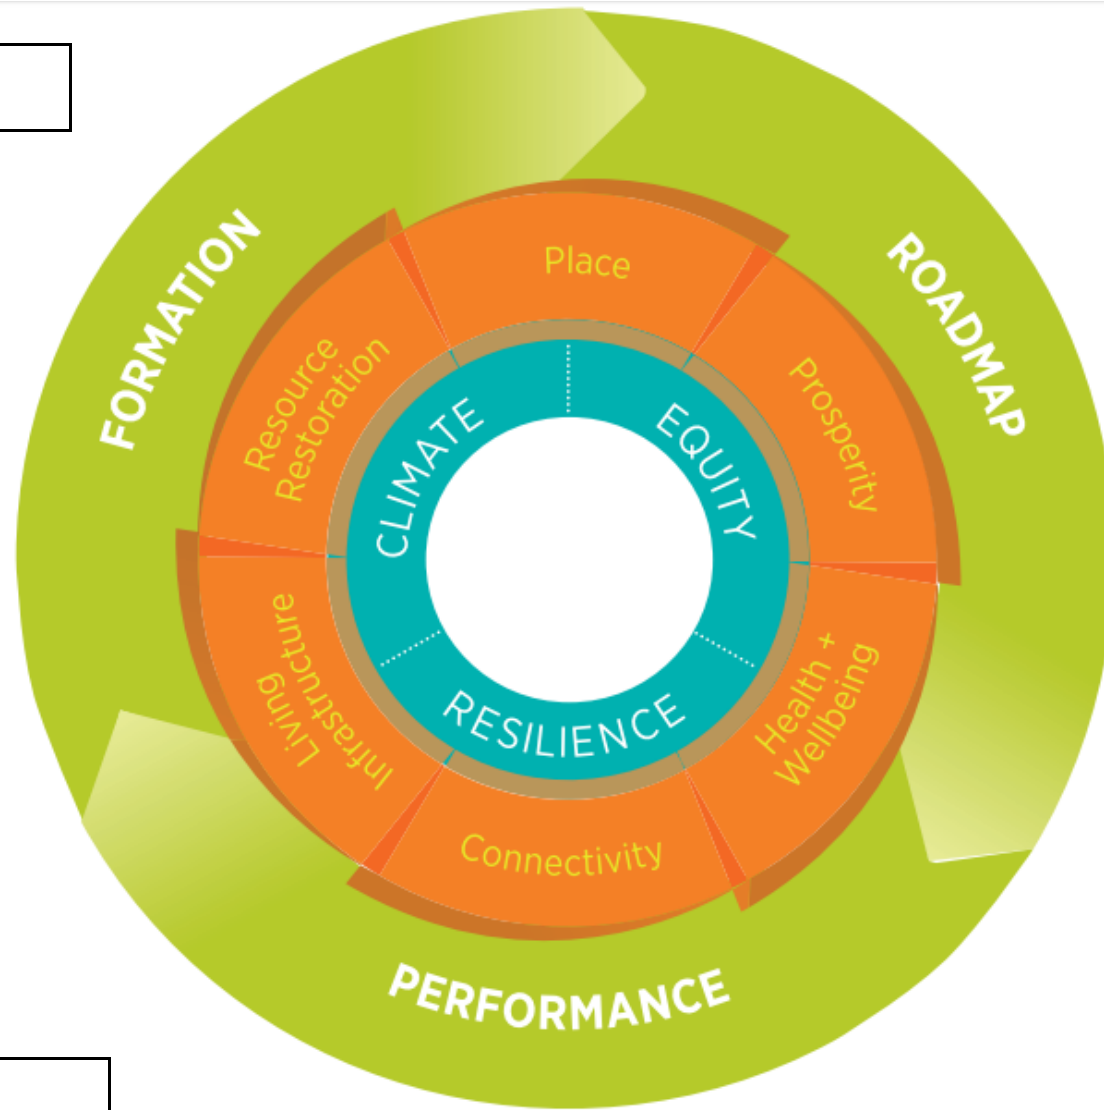 FORMATION
ROADMAP
PERFORMANCE
Place
Prosperity
Health +
Wellbeing
Connectivity
Living
Infrastructure
Resource
Restoration
CLIMATE
EQUITY
RESILIENCE